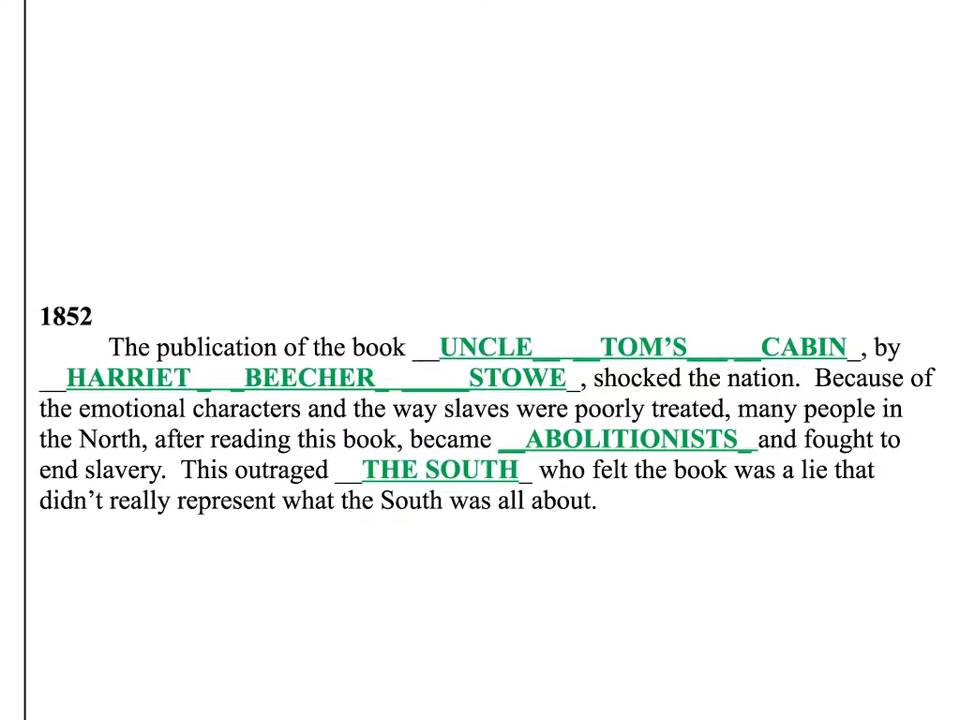 1852
The publication of the book __UNCLE__ __TOM’S___ __CABIN_, by
__HARRIET _ _BEECHER_ _____STOWE_, shocked the nation. Because of
the emotional characters and the way slaves were poorly treated, many people in
the North, after reading this book, became __ABOLITIONISTS_ and fought to
end slavery. This outraged __THE SOUTH_ who felt the book was a lie that
didn’t really represent what the South was all about.